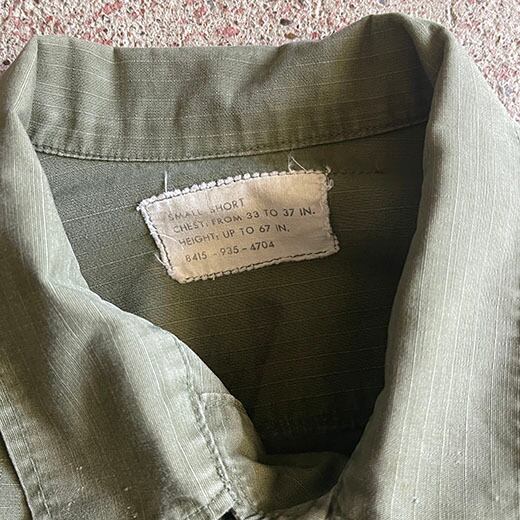 SMALL SHORT
CHEST: FROM 33 TO 37 IN.
HEIGHT: UP TO 67 IN.
8415-935-4704